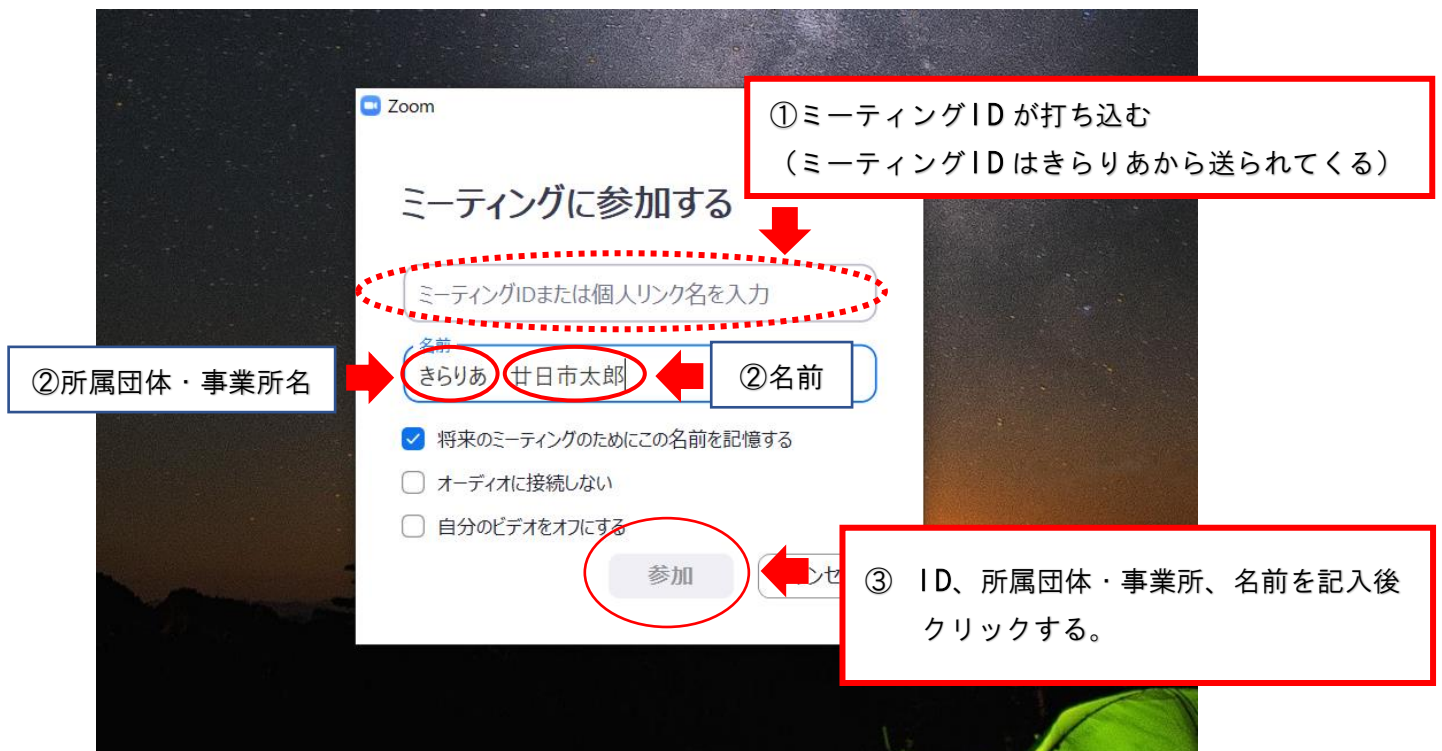 Zoom
①ミーティングIDが打ち込む
（ミーティングIDはきらりあから送られてくる）
ミーティングに参加する
ミーティングIDまたは個人リンク名を入力
名前
②所属団体・事業所名
きらりあ 廿日市太郎
②名前
将来のミーティングのためにこの名前を記憶する
オーディオに接続しない
自分のビデオをオフにする
参加
③ ID、所属団体・事業所、名前を記入後
クリックする。